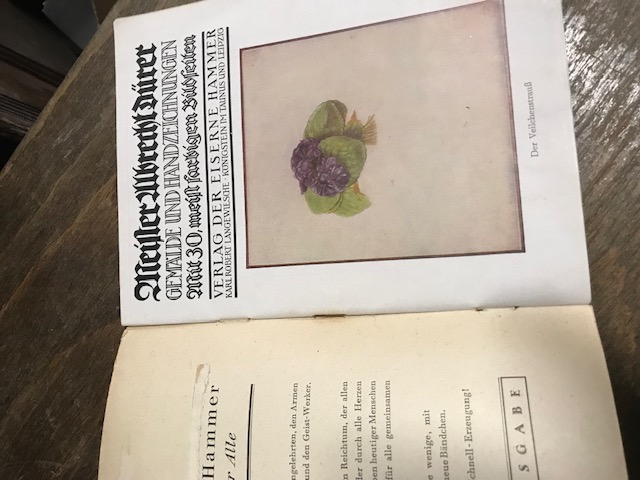 Meister Albrecht Dürer
GEMÄLDE UND HANDZEICHNUNGEN
Mit 30, meist farbigen Bildseiten
VERLAG DER EISERNE HAMMER
KARL ROBERT LANGEWIESCHE · KÖNIGSTEIN IM TAUNUS UND LEIPZIG
Der Veilchenstrauß
Hammer
r Alle
ngelehrten, den Armen
und den Geist-Werker.
n Reichtum, der allen
der durch alle Herzen
en heutiger Menschen
für alle gemeinsamen
e wenige, mit
neue Bändchen.
chnell-Erzeugung!
SGABE